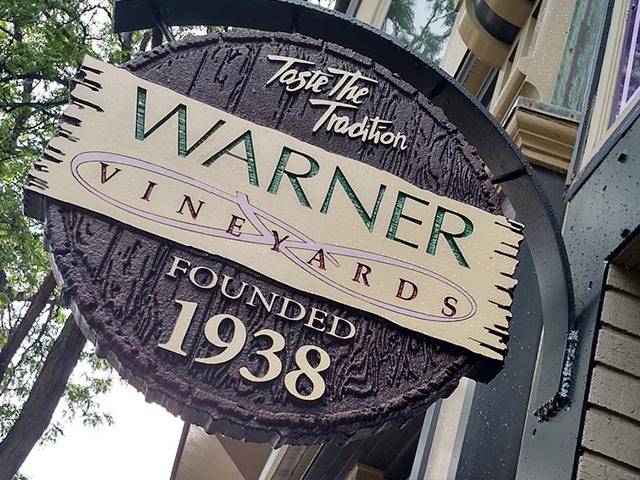 Taste The
Tradition
WARNER
VINEYARDS
FOUNDED
1938